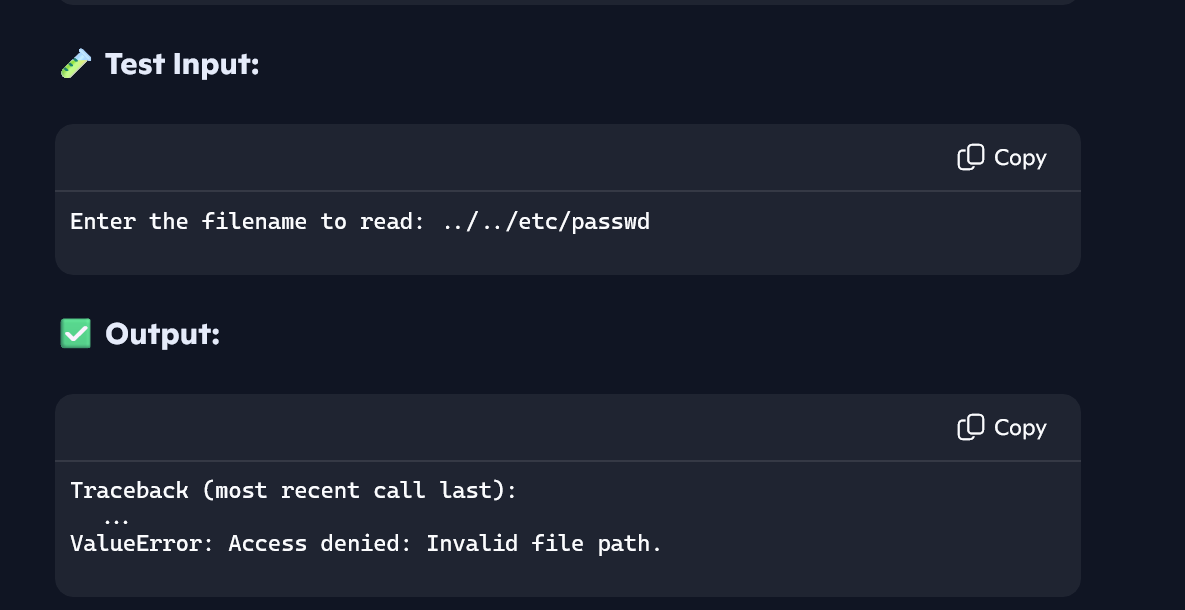 Test Input:
Copy
Enter the filename to read: ../../etc/passwd
Output:
Copy
Traceback (most recent call last):
...
ValueError: Access denied: Invalid file path.